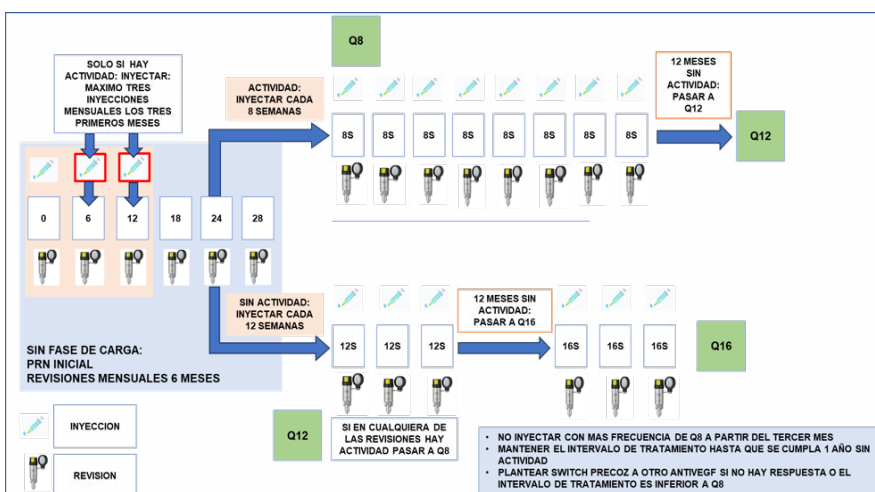 Q8
SOLO SI HAY
ACTIVIDAD: INYECTAR:
MAXIMO TRES
INYECCIONES
MENSUALES LOS TRES
PRIMEROS MESES
ACTIVIDAD:
INYECTAR CADA
8 SEMANAS
8S 8S 8S 8S 8S 8S 8S 8S
12 MESES
SIN
ACTIVIDAD:
PASAR A
Q12
Q12
0 6 12 18 24 28
SIN ACTIVIDAD:
INYECTAR CADA
12 SEMANAS
12S 12S 12S
12 MESES SIN
ACTIVIDAD:
PASAR A Q16
16S 16S 16S
Q16
SIN FASE DE CARGA:
PRN INICIAL
REVISIONES MENSUALES 6 MESES
INYECCION
REVISION
Q12
SI EN CUALQUIERA DE
LAS REVISIONES HAY
ACTIVIDAD PASAR A Q8
• NO INYECTAR CON MAS FRECUENCIA DE Q8 A PARTIR DEL TERCER MES
• MANTENER EL INTERVALO DE TRATAMIENTO HASTA QUE SE CUMPLA 1 AÑO SIN
ACTIVIDAD
• PLANTEAR SWITCH PRECOZ A OTRO ANTIVEGF SI NO HAY RESPUESTA O EL
INTERVALO DE TRATAMIENTO ES INFERIOR A Q8